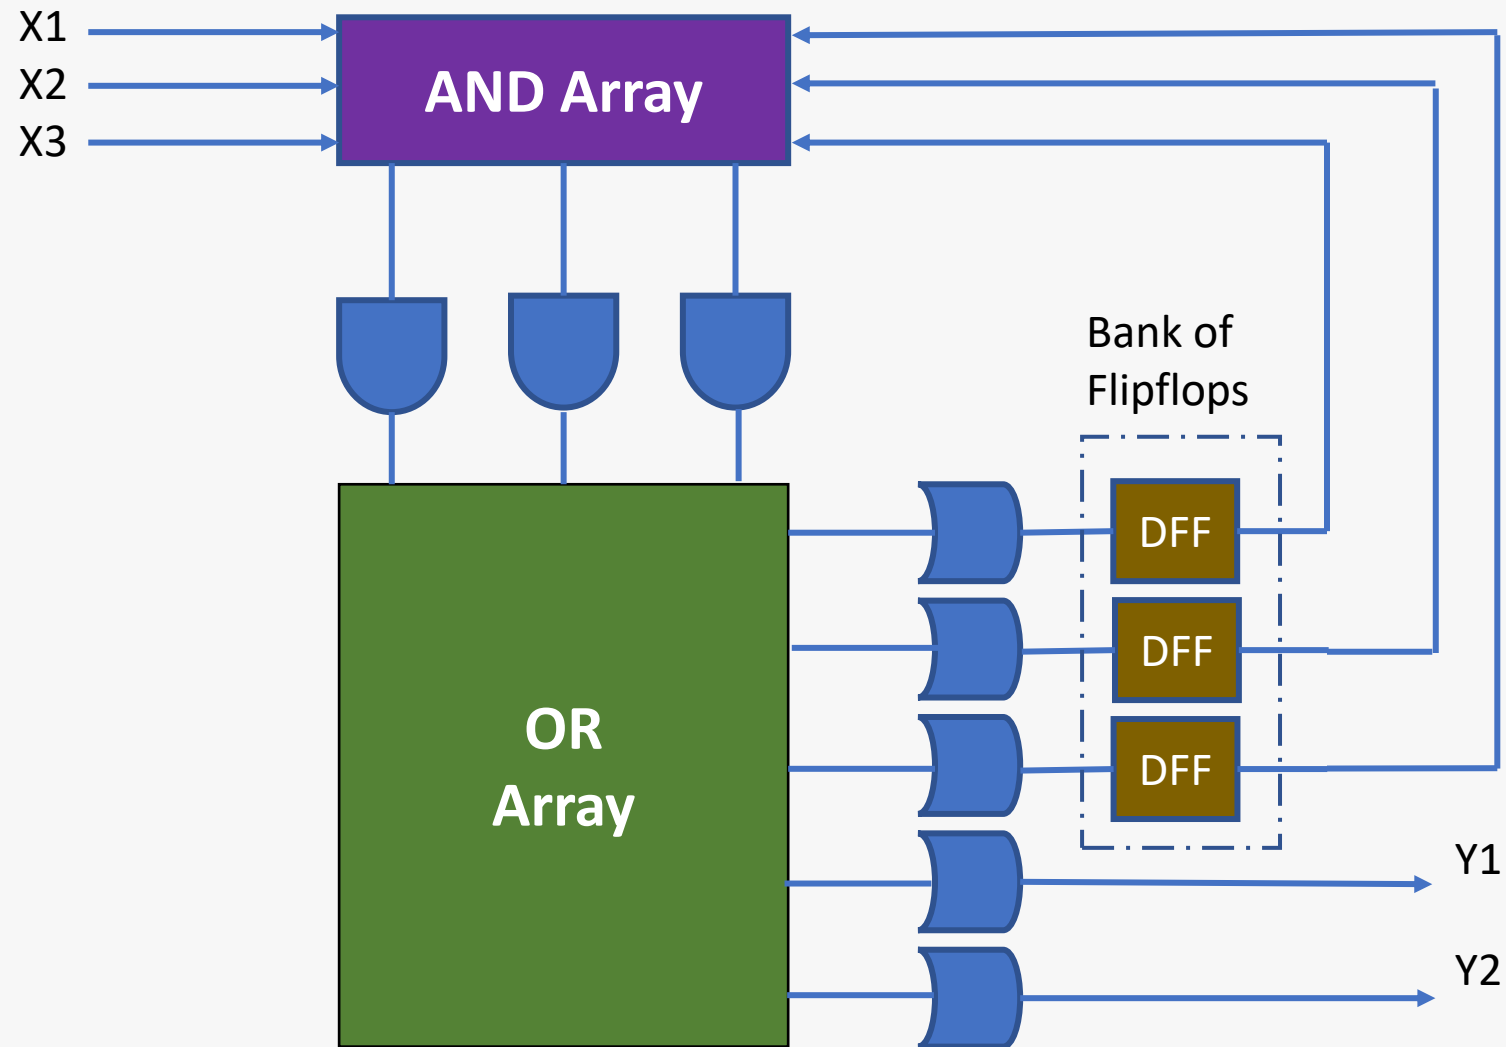 X1
X2
X3
AND Array
Bank of
Flipflops
DFF
DFF
DFF
OR
Array
Y1
Y2